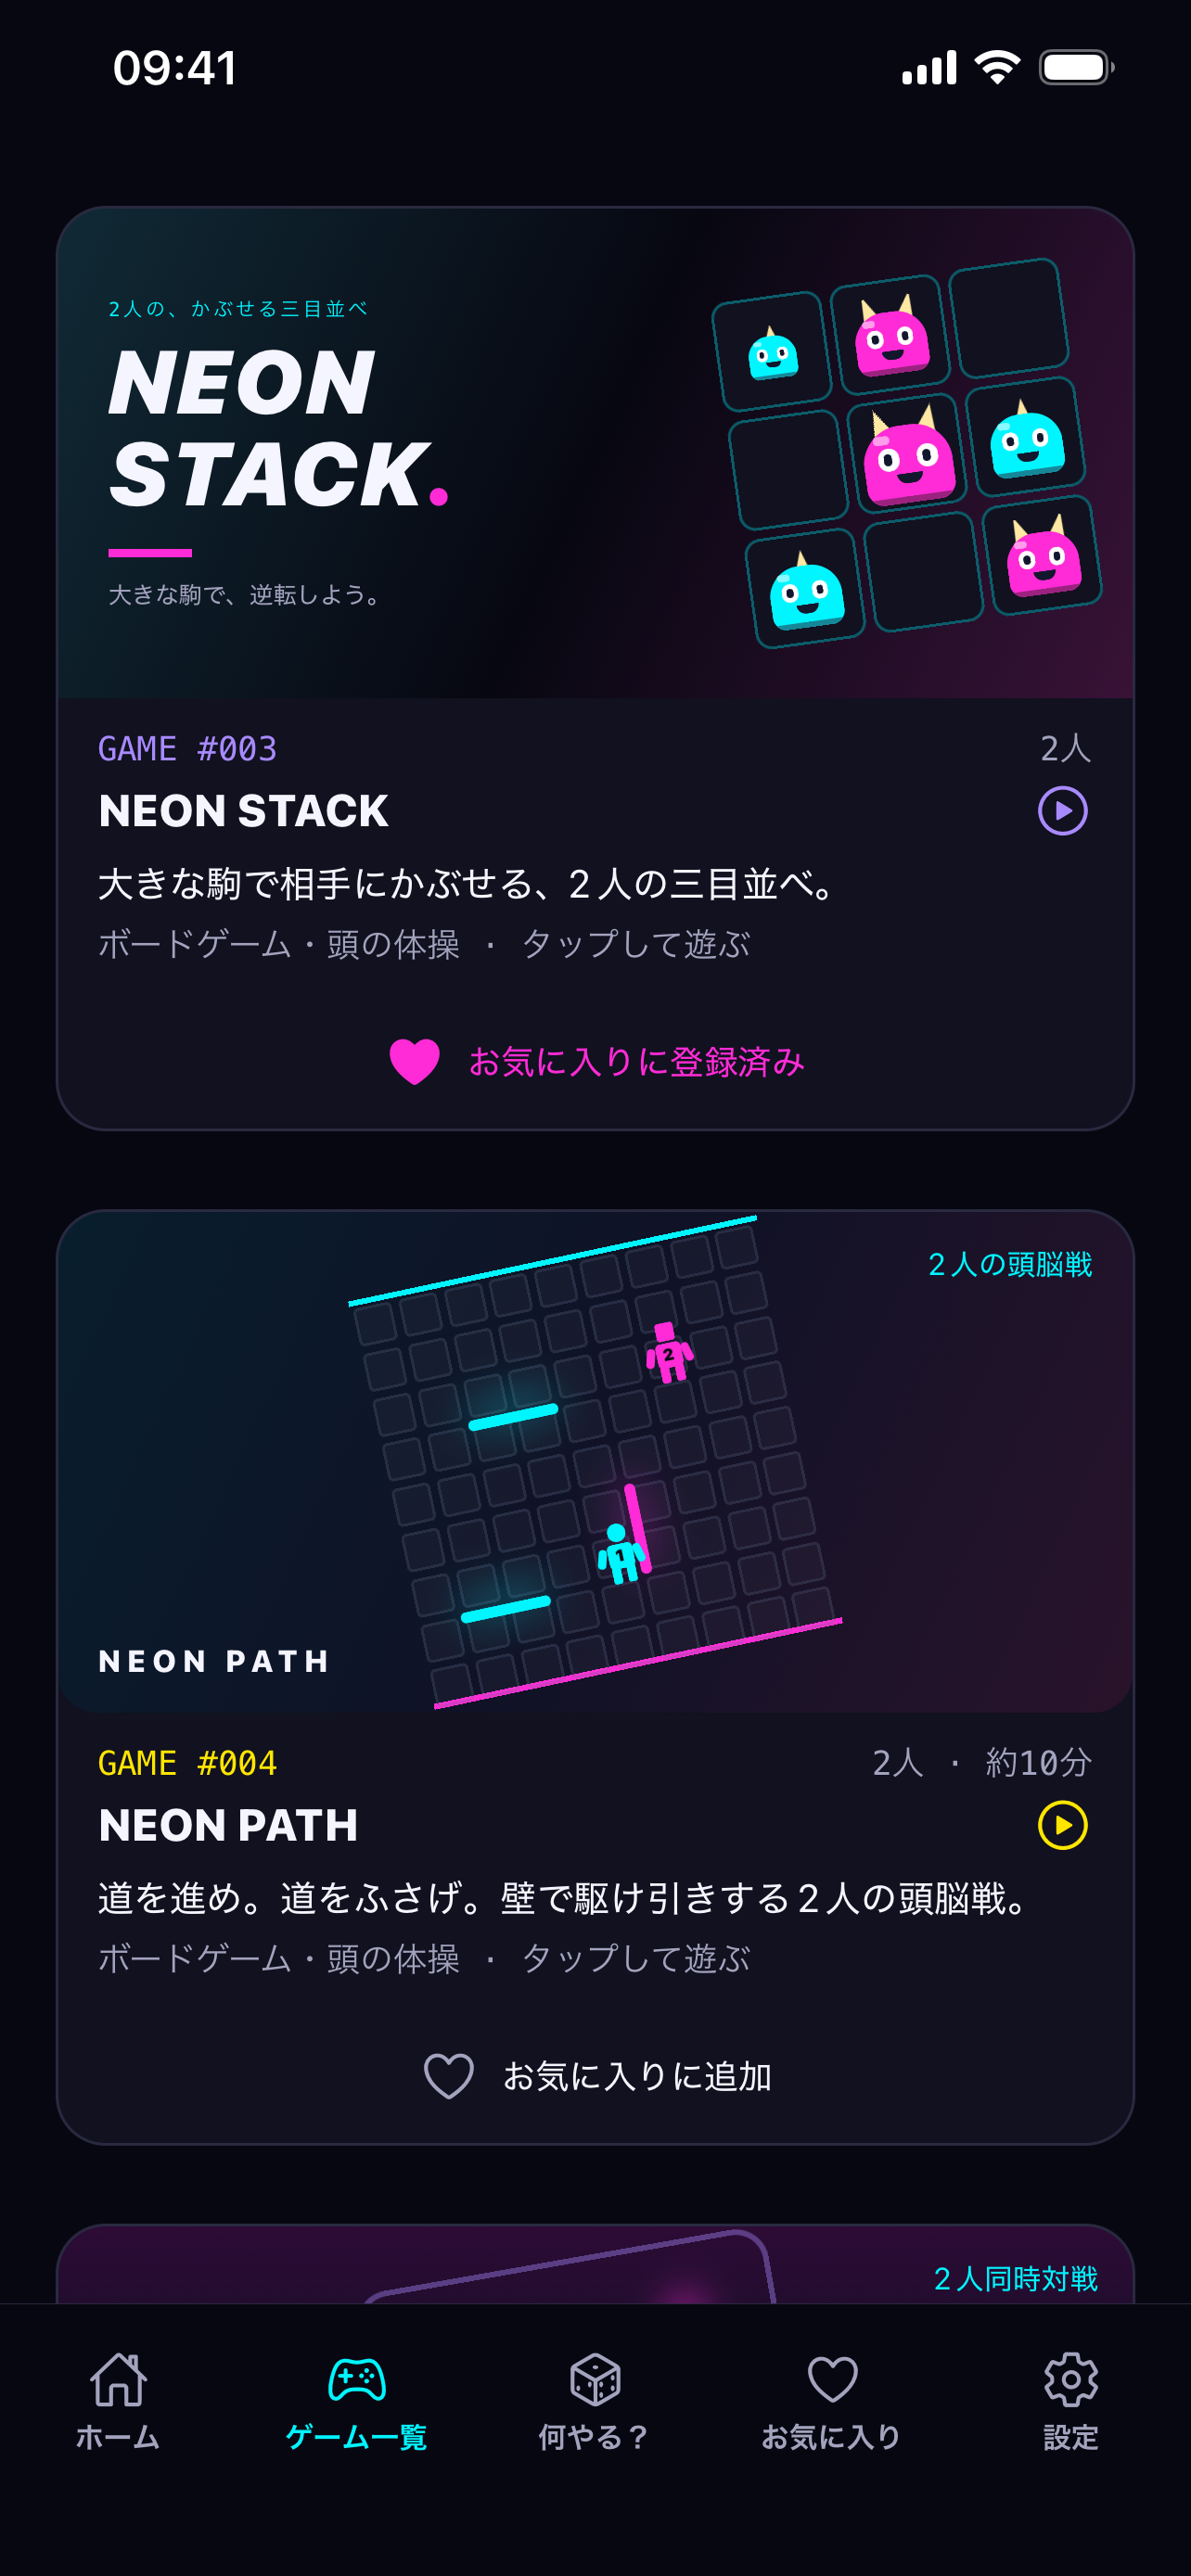 09:41
2人の、かぶせる三目並べ
NEON
STACK.
大きな駒で、逆転しよう。
GAME #003
2人
NEON STACK
大きな駒で相手にかぶせる、2人の三目並べ。
ボードゲーム・頭の体操 · タップして遊ぶ
お気に入りに登録済み
2人の頭脳戦
2
1
NEON PATH
GAME #004
2人 · 約10分
NEON PATH
道を進め。道をふさげ。壁で駆け引きする2人の頭脳戦。
ボードゲーム・頭の体操 · タップして遊ぶ
お気に入りに追加
2人同時対戦
ホーム
ゲーム一覧
何やる？
お気に入り
設定